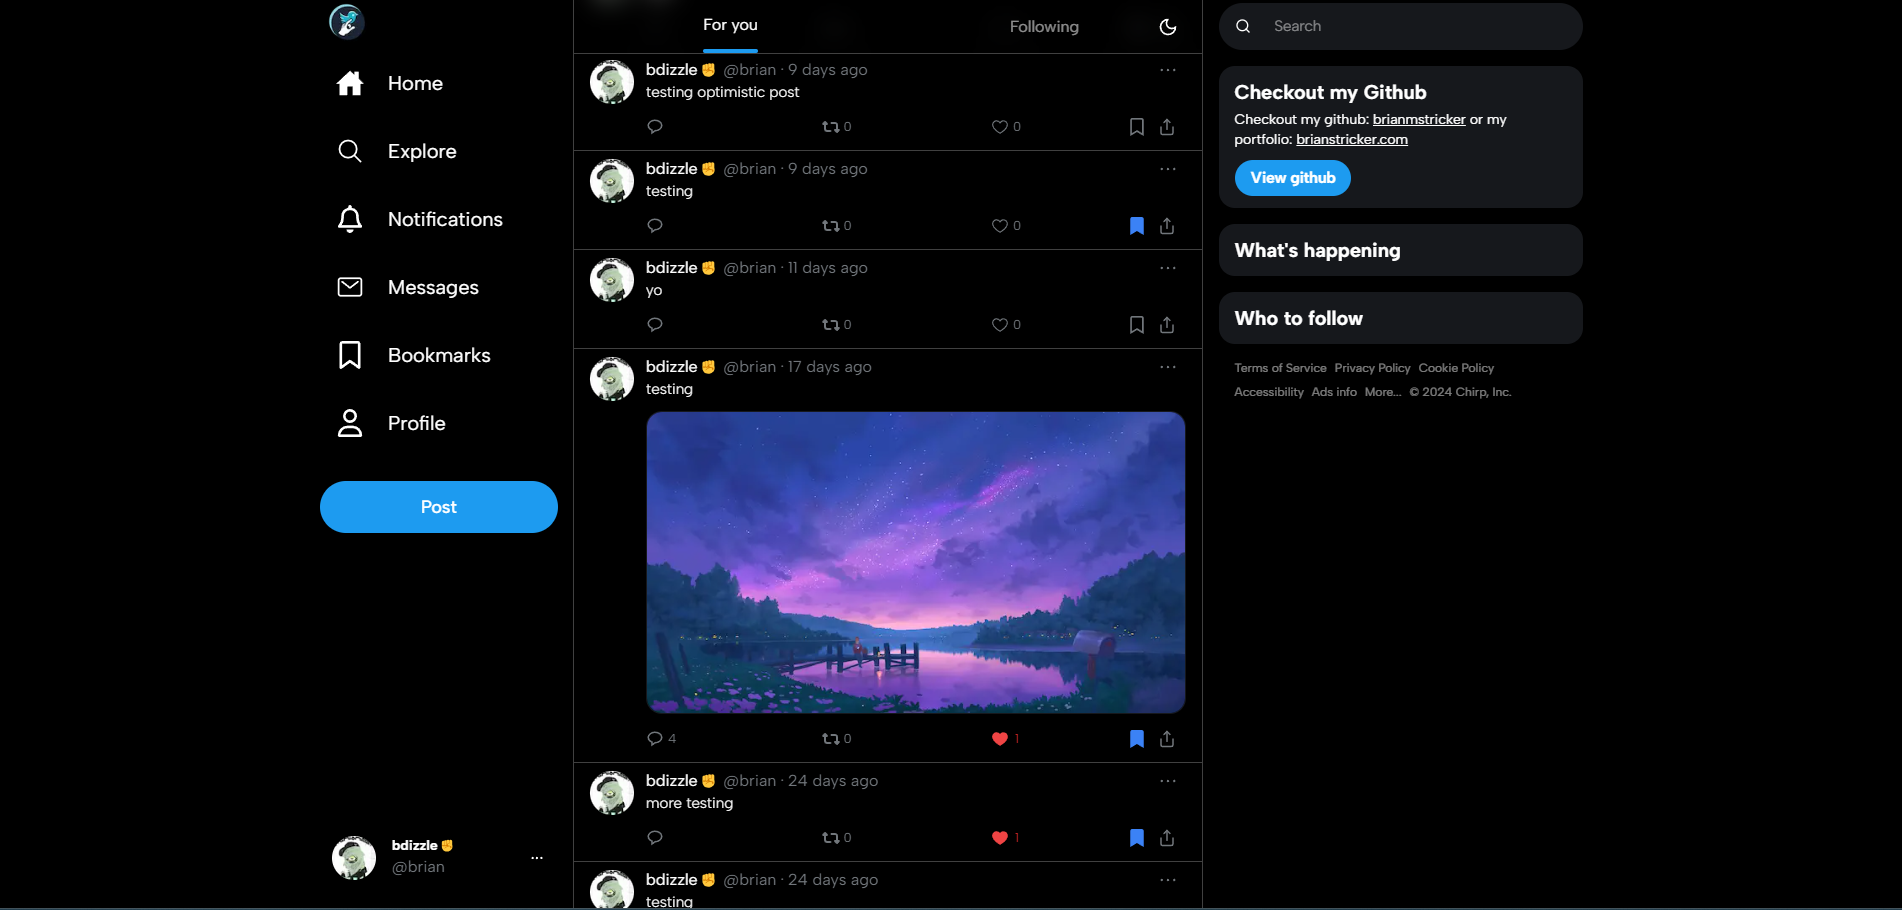 Home
Explore
Notifications
Messages
Bookmarks
Profile
Post
bdizzle✊
@brian
...
For you
Following
bdizzle✊ @brian · 9 days ago
testing optimistic post
0 0
bdizzle✊ @brian · 9 days ago
testing
0 0
bdizzle✊ @brian · 11 days ago
yo
0 0
bdizzle✊ @brian · 17 days ago
testing
4 0 1
bdizzle✊ @brian · 24 days ago
more testing
0 1
bdizzle✊ @brian · 24 days ago
testing
Search
Checkout my Github
Checkout my github: brianmstricker or my
portfolio: brianstricker.com
View github
What's happening
Who to follow
Terms of Service Privacy Policy Cookie Policy
Accessibility Ads info More... © 2024 Chirp, Inc.